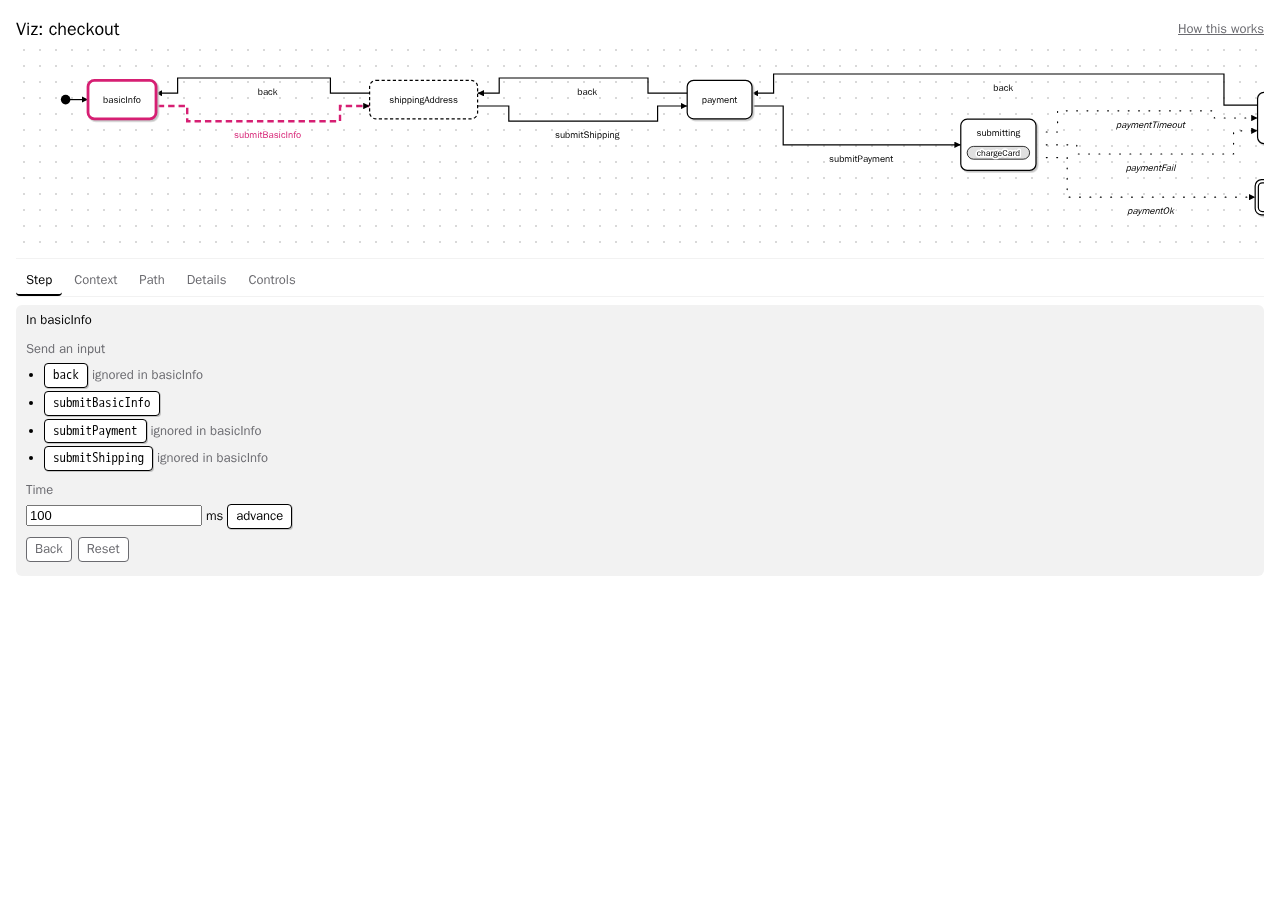 Viz: checkout
How this works
basicInfo
back
submitBasicInfo
shippingAddress
back
submitShipping
payment
back
submitPayment
submitting
chargeCard
paymentTimeout
paymentFail
paymentOk
Step Context Path Details Controls
In basicInfo
Send an input
back ignored in basicInfo
submitBasicInfo
submitPayment ignored in basicInfo
submitShipping ignored in basicInfo
Time
100 ms advance
Back Reset